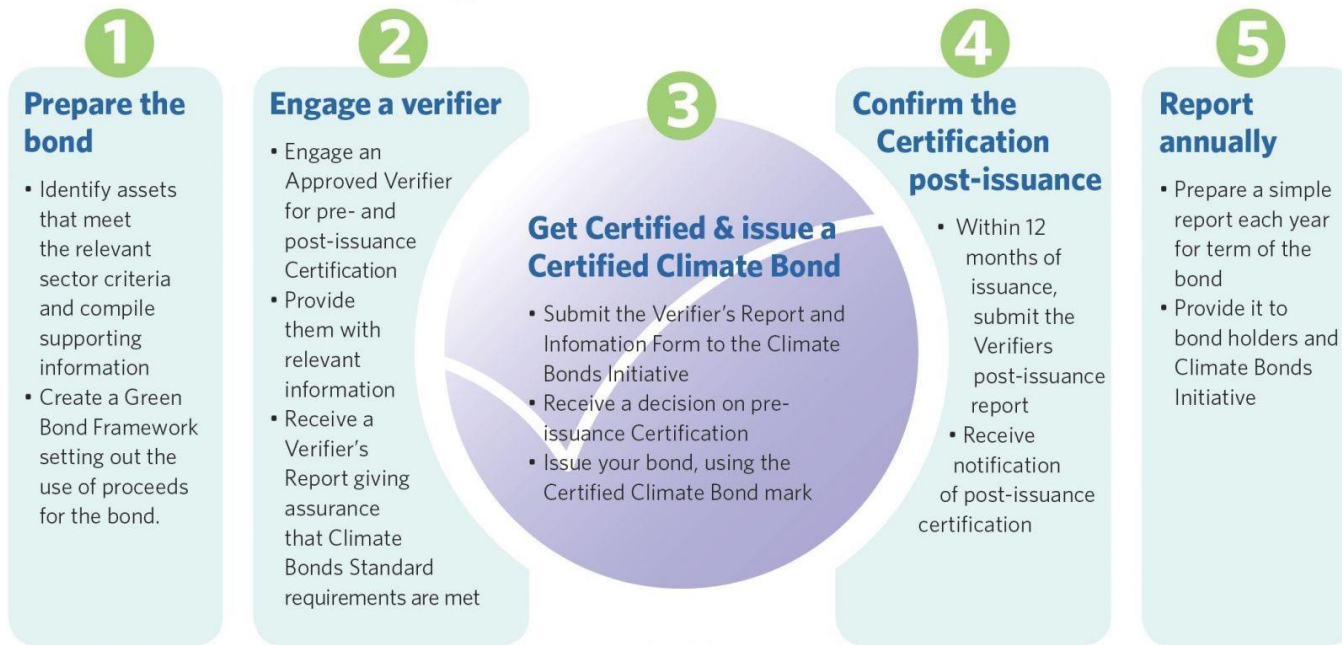 1
Prepare the
bond
• Identify assets
that meet
the relevant
sector criteria
and compile
supporting
information
• Create a Green
Bond Framework
setting out the
use of proceeds
for the bond.
2
Engage a verifier
• Engage an
Approved Verifier
for pre- and
post-issuance
Certification
• Provide
them with
relevant
information
• Receive a
Verifier's
Report giving
assurance
that Climate
Bonds Standard
requirements are met
3
Get Certified & issue a
Certified Climate Bond
• Submit the Verifier's Report and
Infomation Form to the Climate
Bonds Initiative
• Receive a decision on pre-
issuance Certification
• Issue your bond, using the
Certified Climate Bond mark
4
Confirm the
Certification
post-issuance
• Within 12
months of
issuance,
submit the
Verifiers
post-issuance
report
• Receive
notification
of post-issuance
certification
5
Report
annually
• Prepare a simple
report each year
for term of the
bond
• Provide it to
bond holders and
Climate Bonds
Initiative